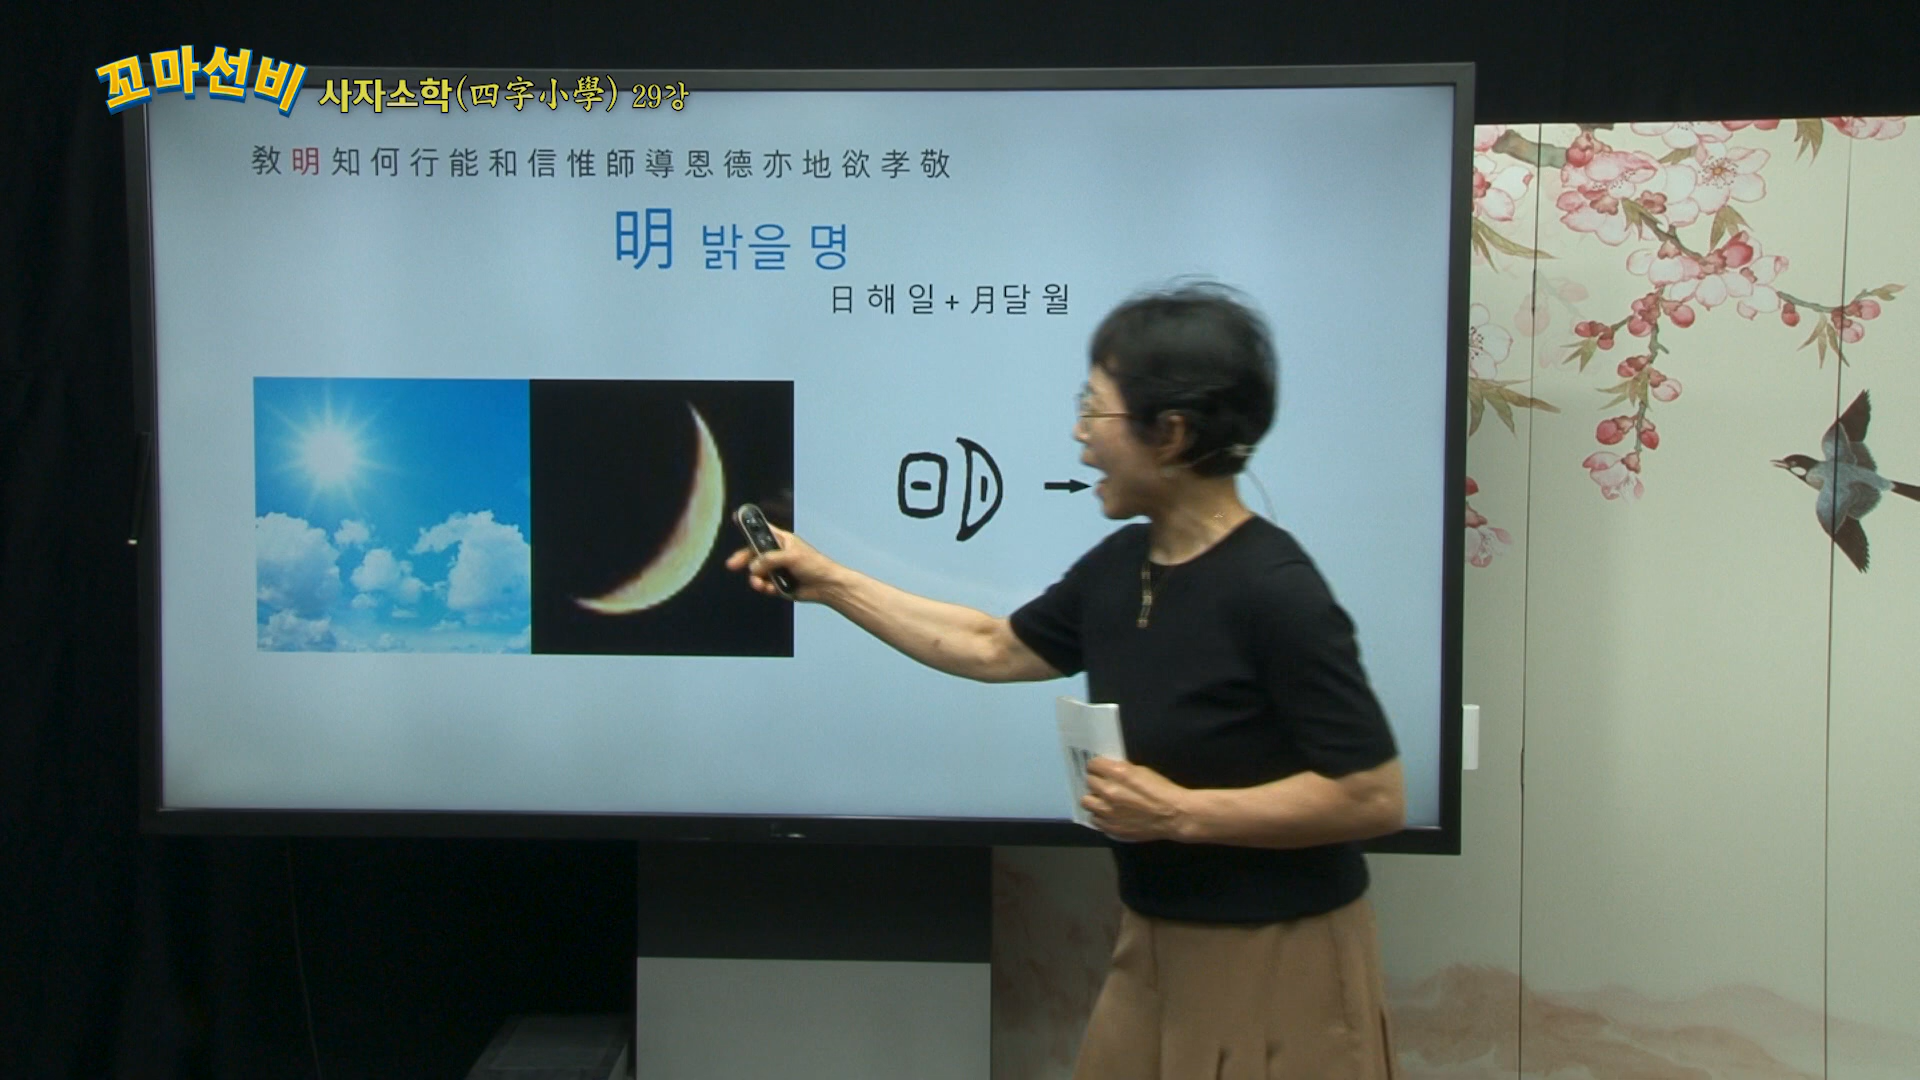 꼬마선비 사자소학(四字小學) 29강
敎明知何行能和信惟師導恩德亦地欲孝敬
明 밝을 명
日 해 일 + 月 달 월